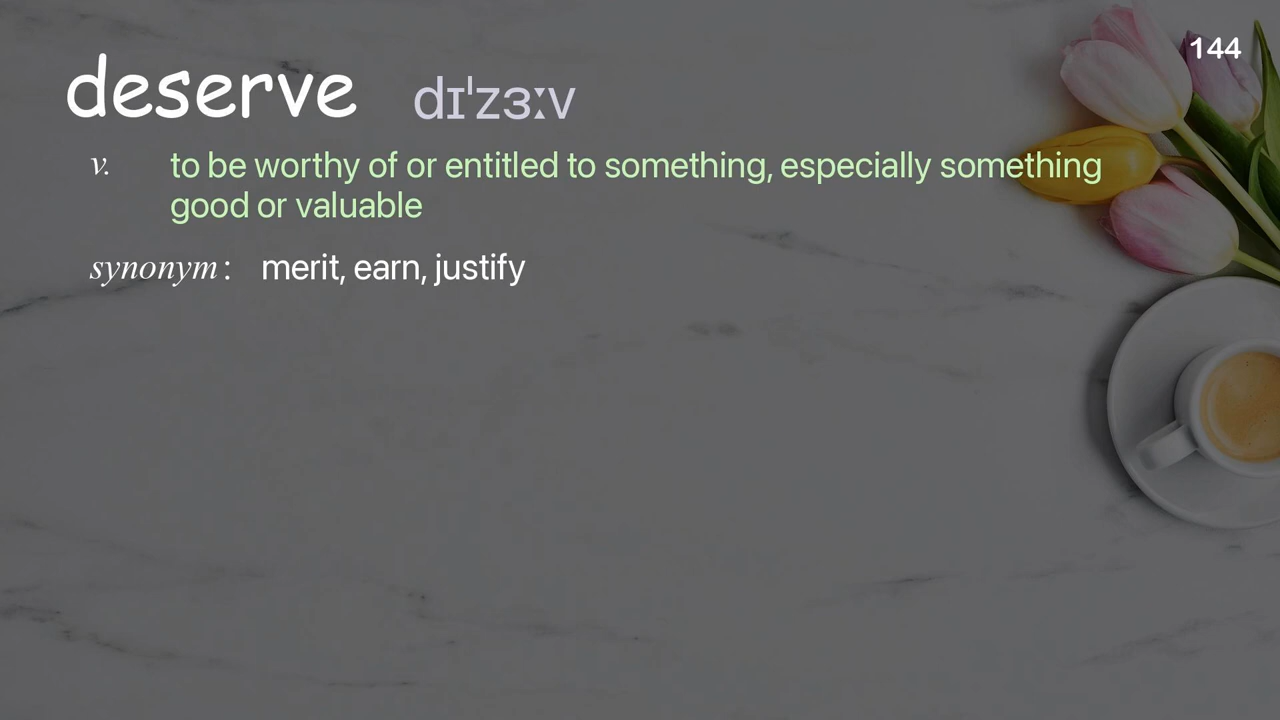 144
deserve dɪˈzɜːv
v. to be worthy of or entitled to something, especially something
good or valuable
synonym: merit, earn, justify